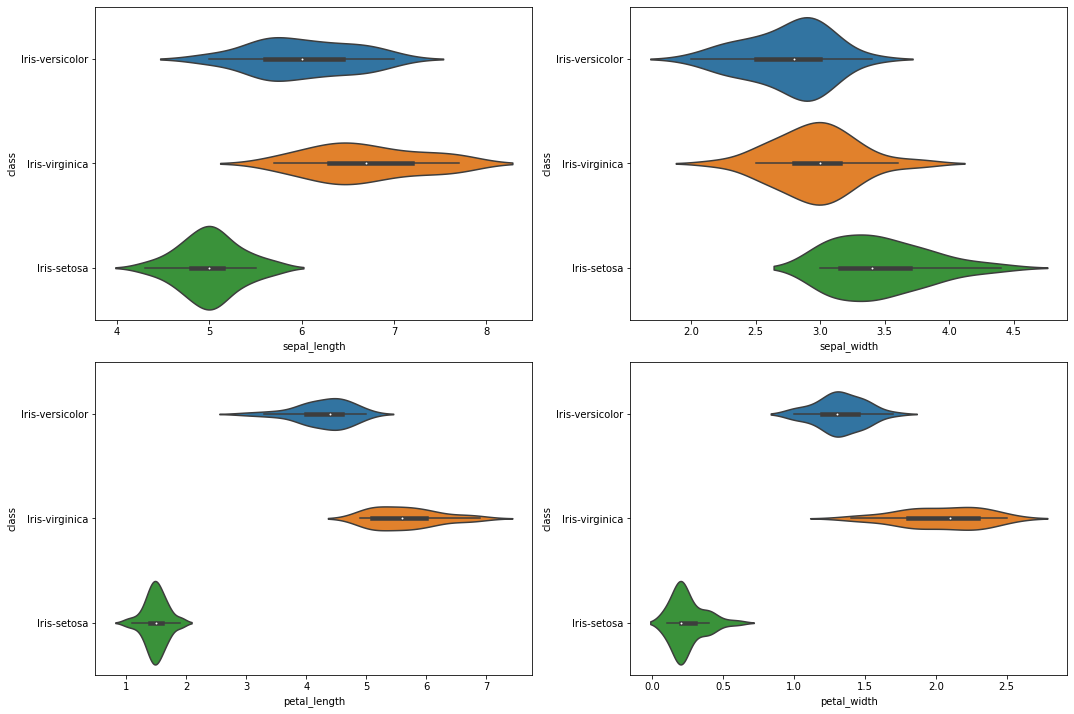 class
Iris-versicolor
Iris-virginica
Iris-setosa
4 5 6 7 8
sepal_length
class
Iris-versicolor
Iris-virginica
Iris-setosa
2.0 2.5 3.0 3.5 4.0 4.5
sepal_width
class
Iris-versicolor
Iris-virginica
Iris-setosa
1 2 3 4 5 6 7
petal_length
class
Iris-versicolor
Iris-virginica
Iris-setosa
0.0 0.5 1.0 1.5 2.0 2.5
petal_width